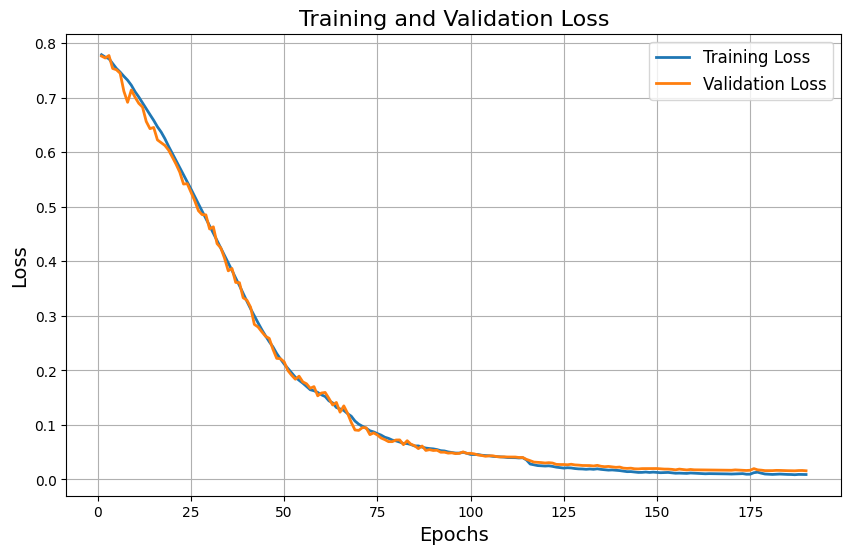 Training and Validation Loss
Training Loss
Validation Loss
0.8
0.7
0.6
0.5
0.4
0.3
0.2
0.1
0.0
Loss
0 25 50 75 100 125 150 175
Epochs